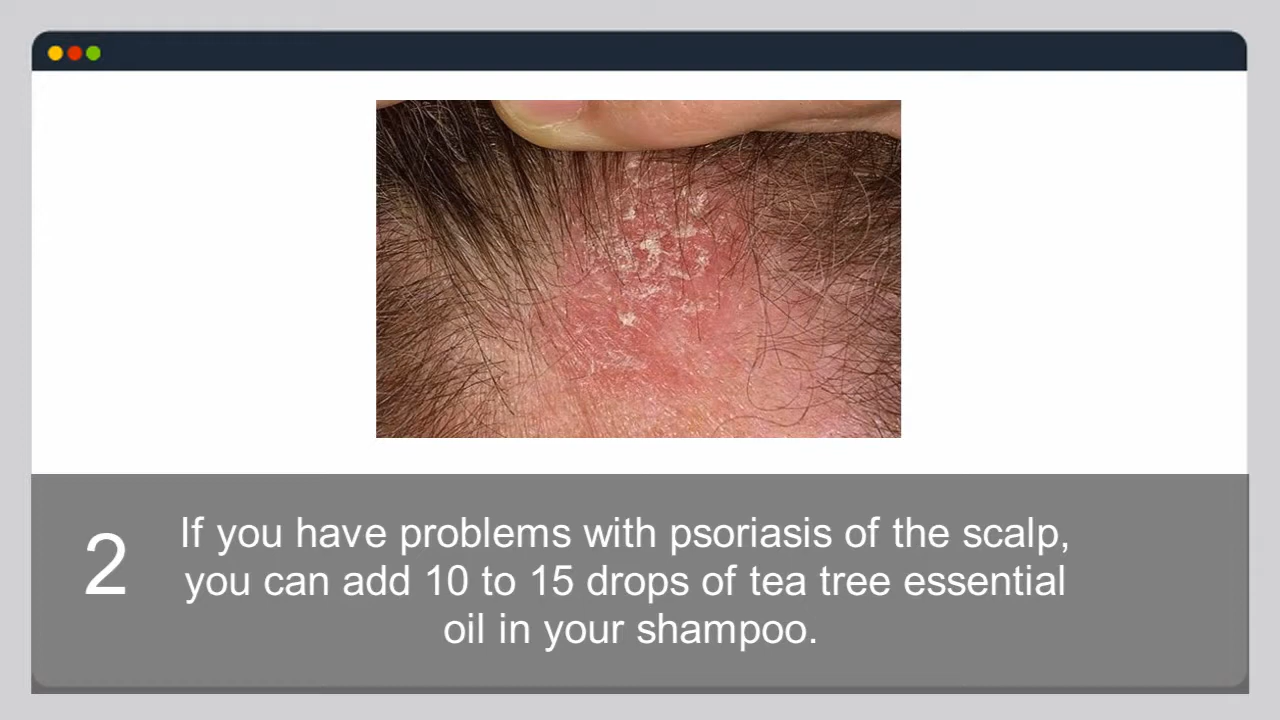 2
If you have problems with psoriasis of the scalp,
you can add 10 to 15 drops of tea tree essential
oil in your shampoo.